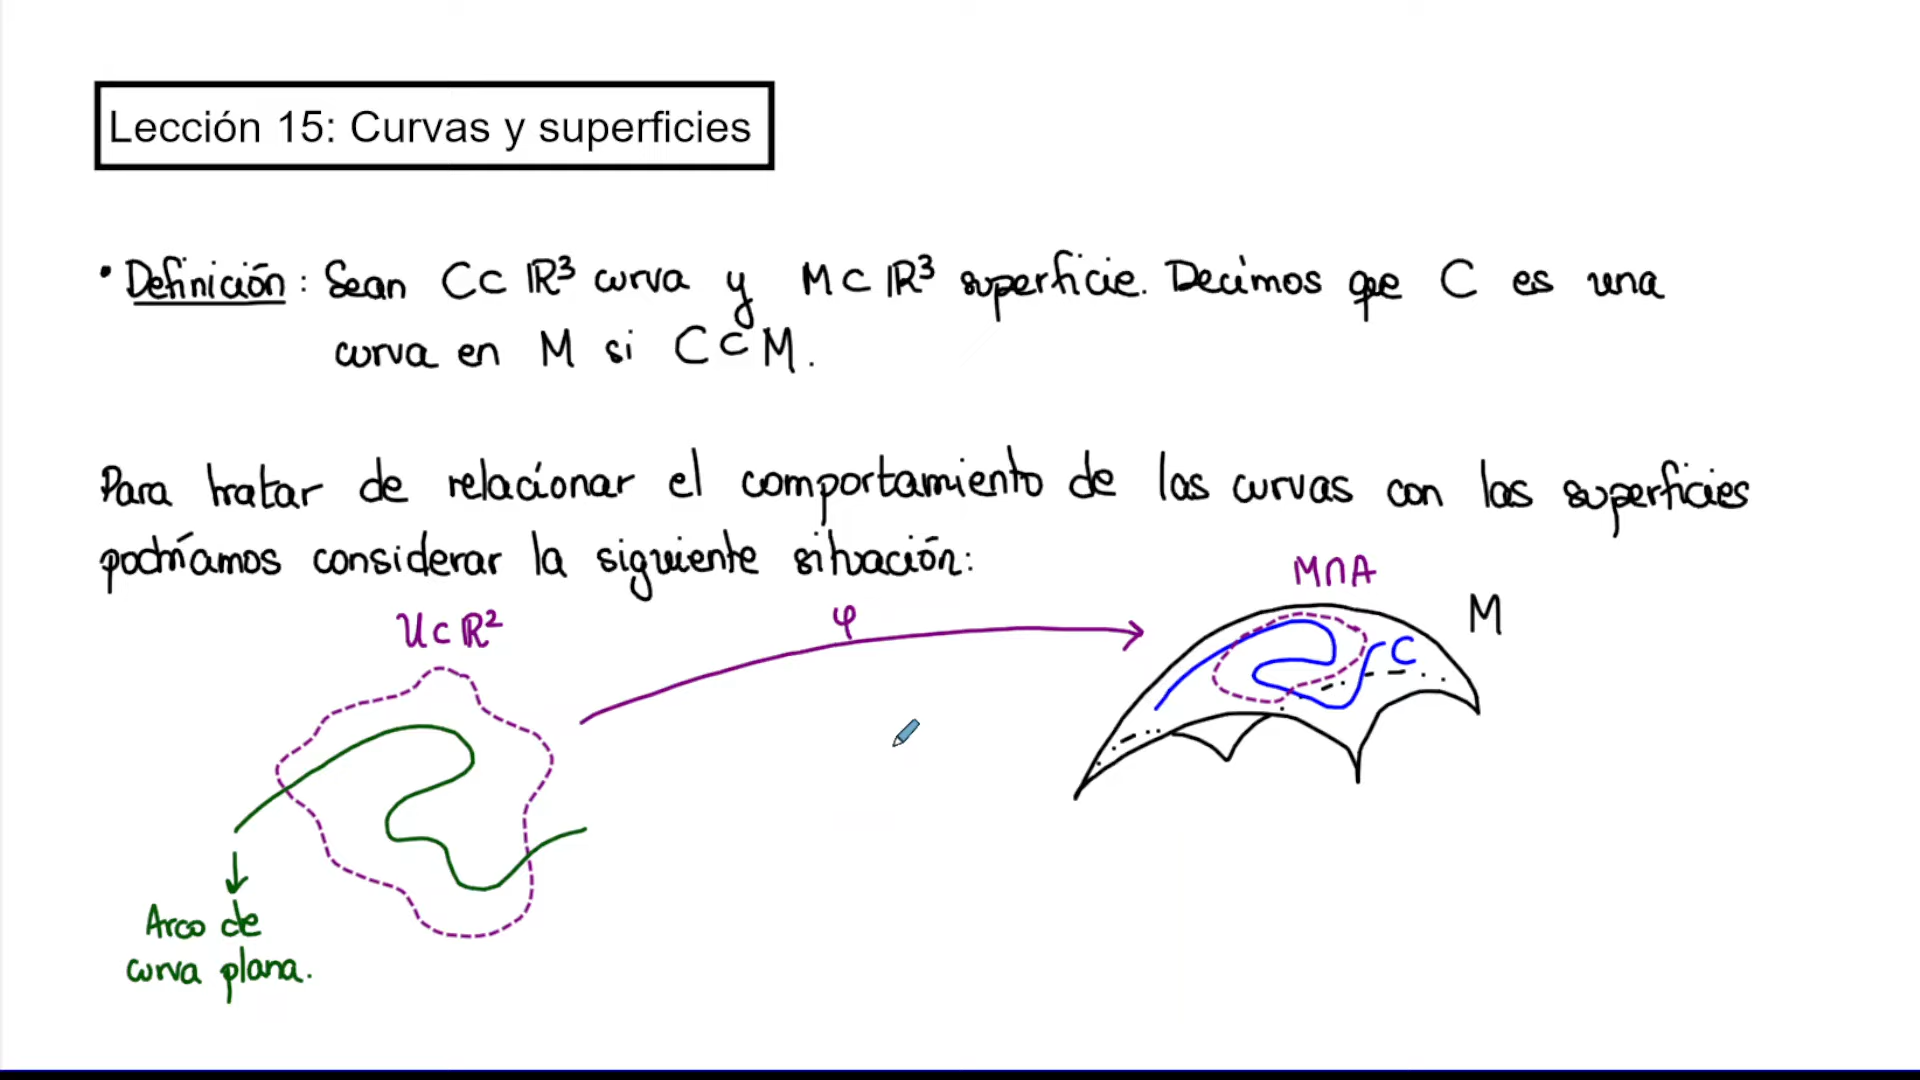 Lección 15: Curvas y superficies
• Definición: Sean C⊂ℝ³ curva y M⊂ℝ³ superficie. Decimos que C es una
curva en M si C⊂M.
Para tratar de relacionar el comportamiento de las curvas con las superficies
podríamos considerar la siguiente situación:
M∩A
U⊂ℝ²
φ
M
C
Arco de
curva plana.